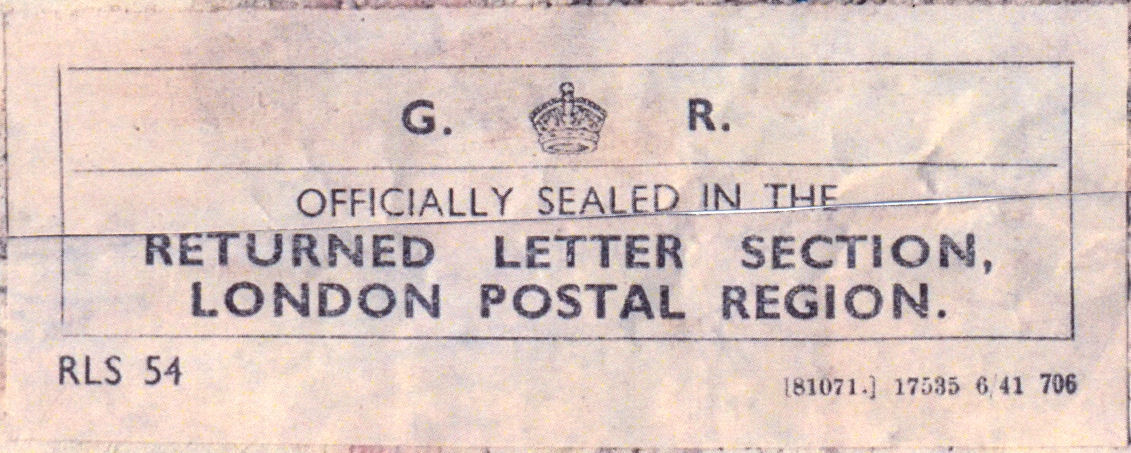 G. R.
OFFICIALLY SEALED IN THE
RETURNED LETTER SECTION,
LONDON POSTAL REGION.
RLS 54
[81071.] 17535 6/41 706